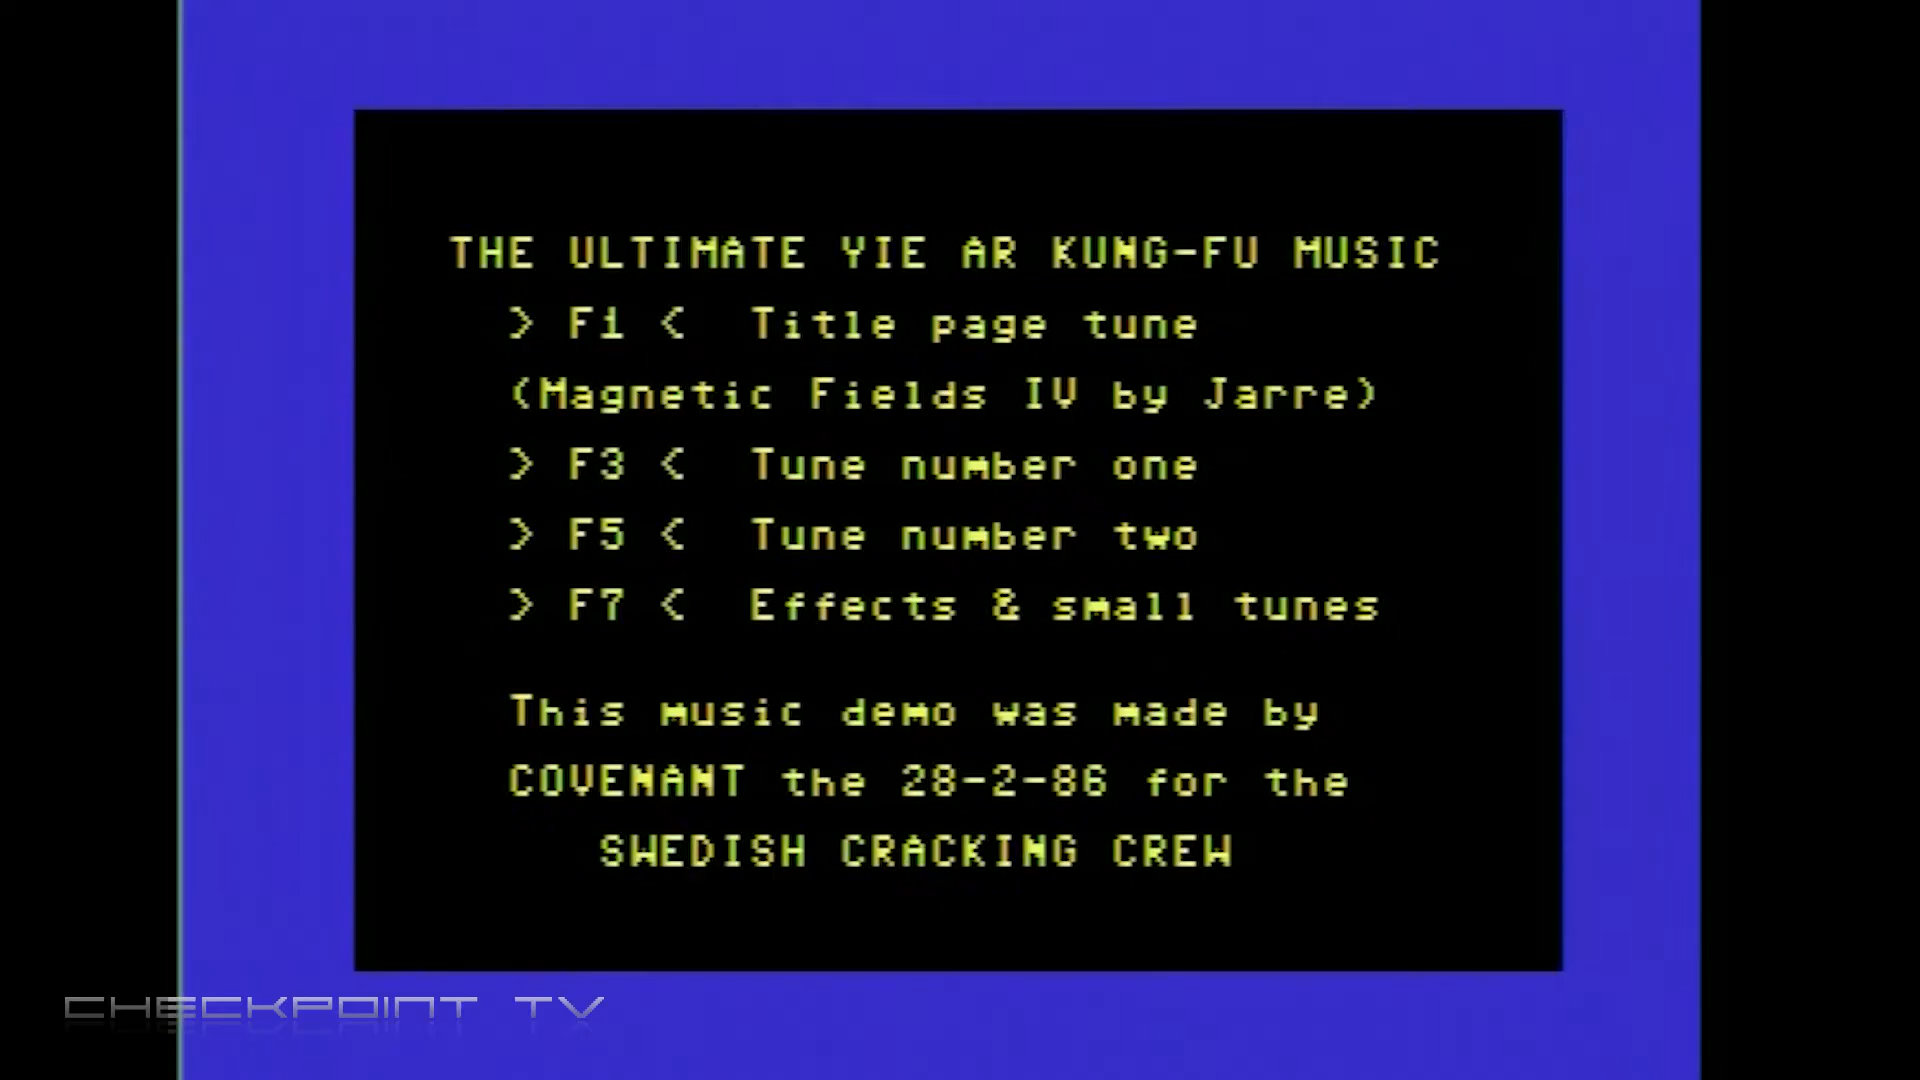 THE ULTIMATE YIE AR KUNG-FU MUSIC
> F1 < Title page tune
(Magnetic Fields IV by Jarre)
> F3 < Tune number one
> F5 < Tune number two
> F7 < Effects & small tunes
This music demo was made by
COVENANT the 28-2-86 for the
SWEDISH CRACKING CREW
CHECKPOINT TV